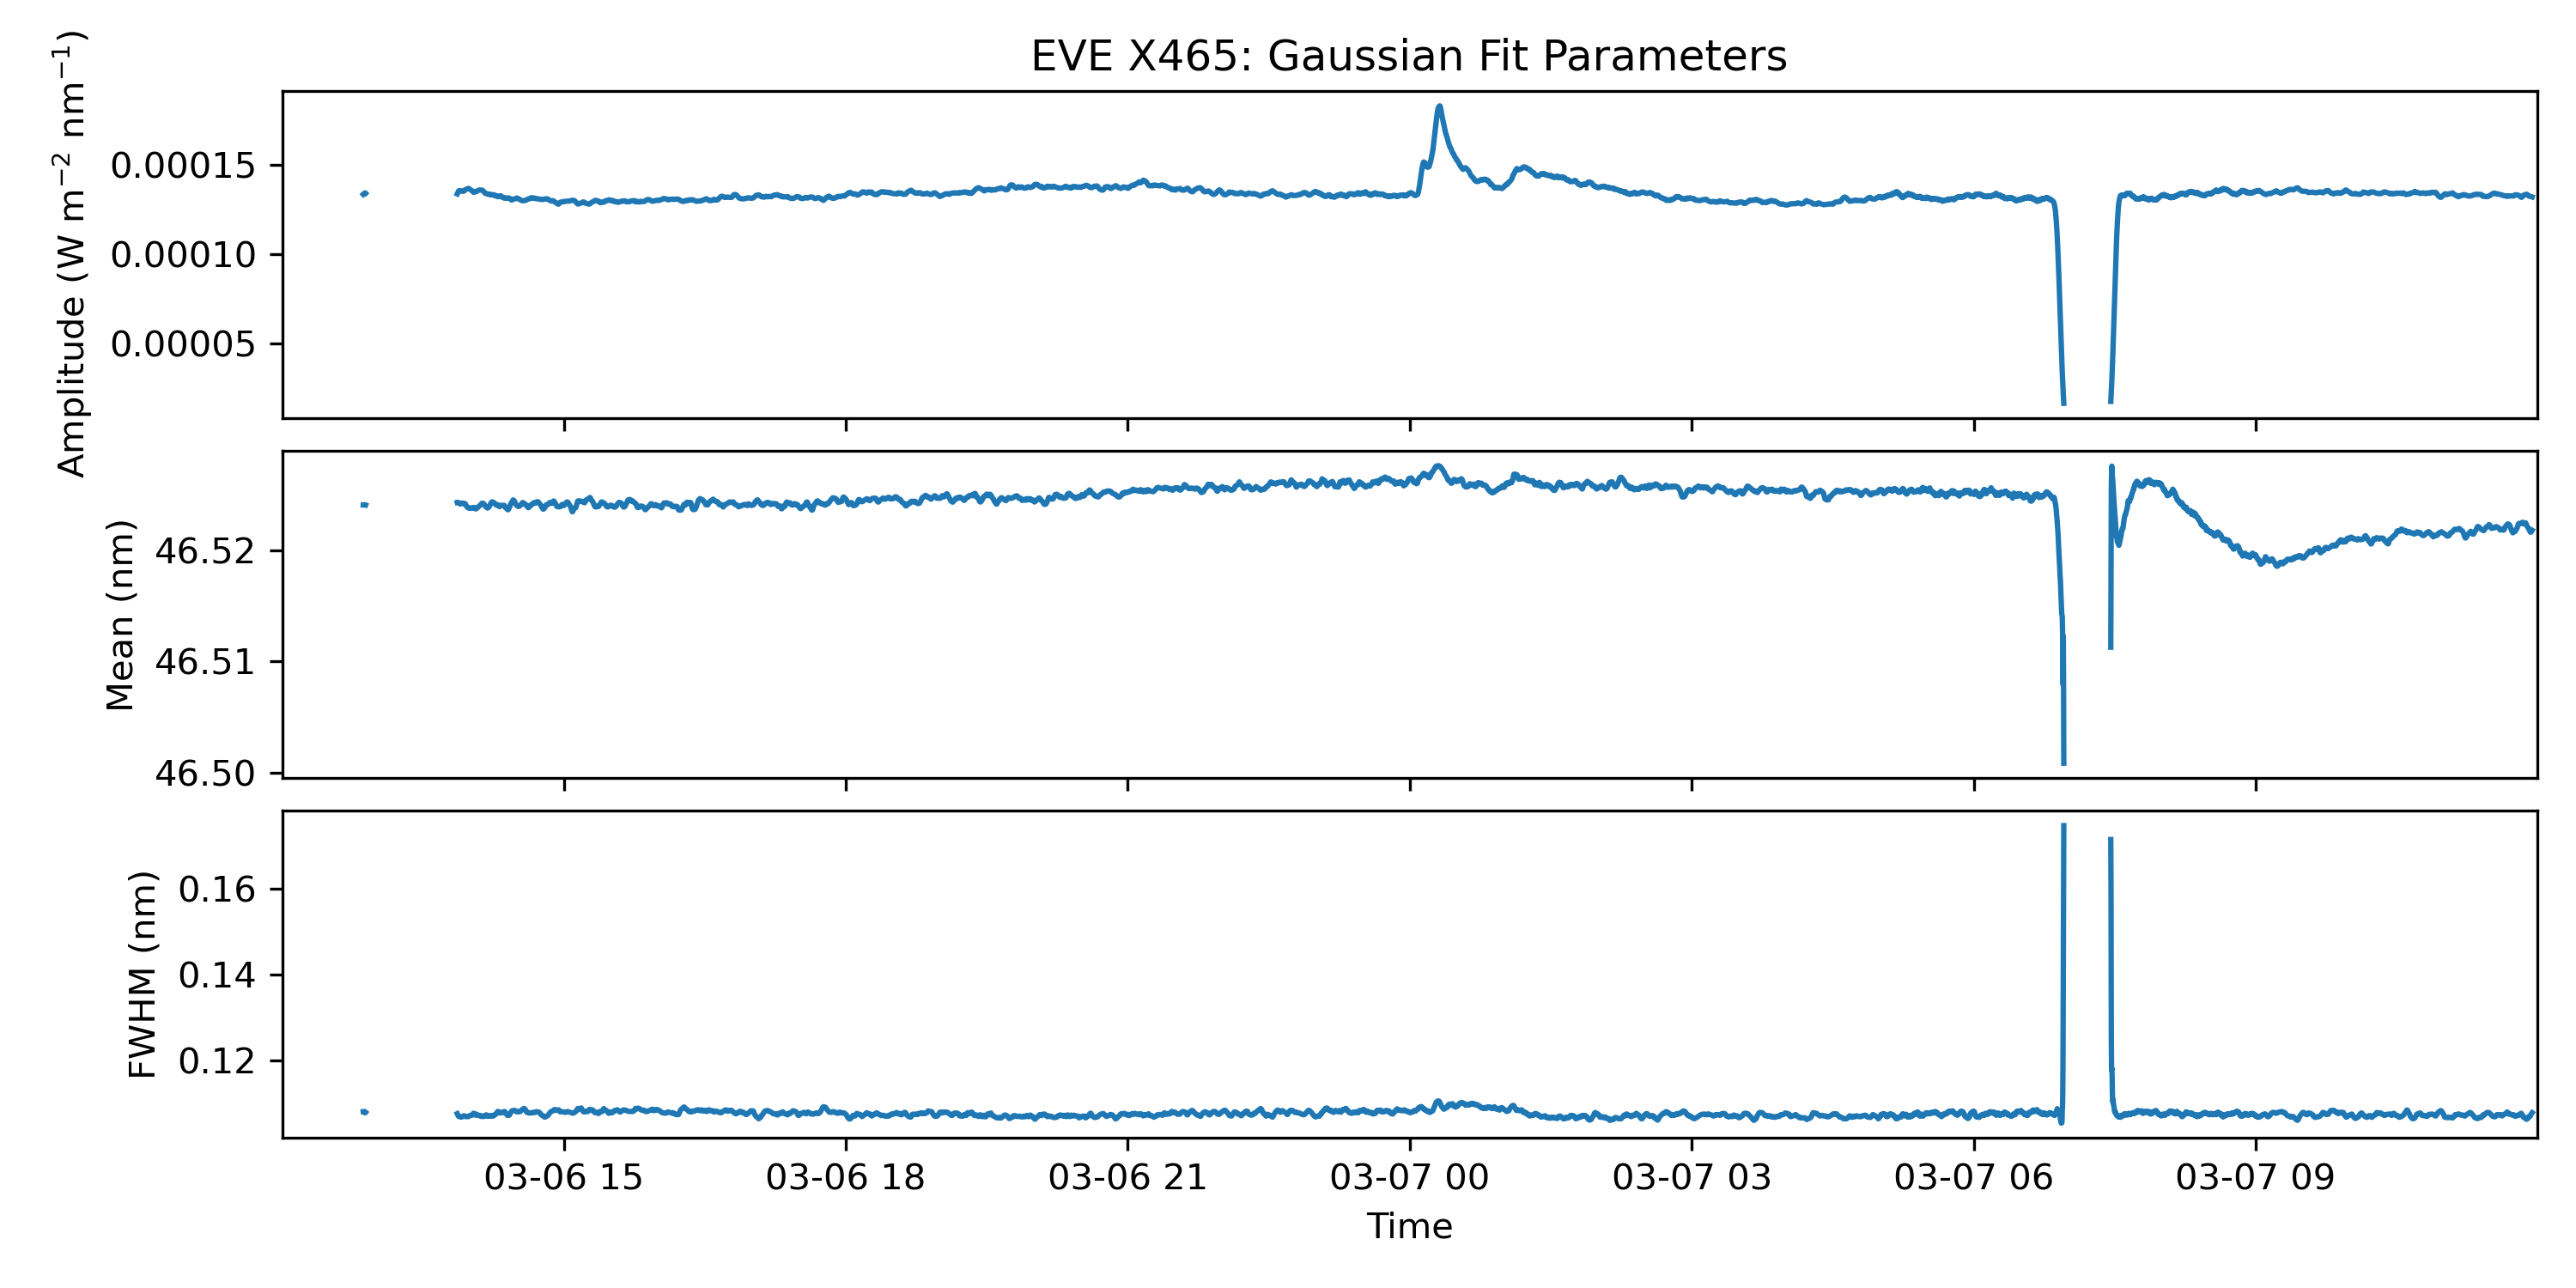 EVE X465: Gaussian Fit Parameters
Amplitude (W m⁻² nm⁻¹)
0.00015
0.00010
0.00005
Mean (nm)
46.52
46.51
46.50
FWHM (nm)
0.16
0.14
0.12
03-06 15 03-06 18 03-06 21 03-07 00 03-07 03 03-07 06 03-07 09
Time